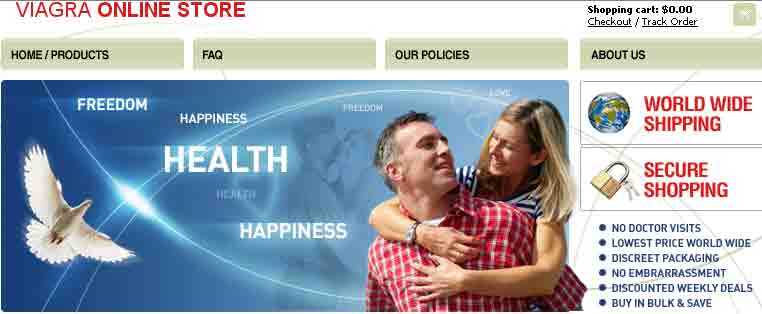 VIAGRA ONLINE STORE
Shopping cart: $0.00
Checkout / Track Order
HOME / PRODUCTS
FAQ
OUR POLICIES
ABOUT US
FREEDOM
HAPPINESS
FREEDOM
LOVE
HEALTH
HEALTH
HAPPINESS
WORLD WIDE
SHIPPING
SECURE
SHOPPING
NO DOCTOR VISITS
LOWEST PRICE WORLD WIDE
DISCREET PACKAGING
NO EMBRARRASSMENT
DISCOUNTED WEEKLY DEALS
BUY IN BULK & SAVE